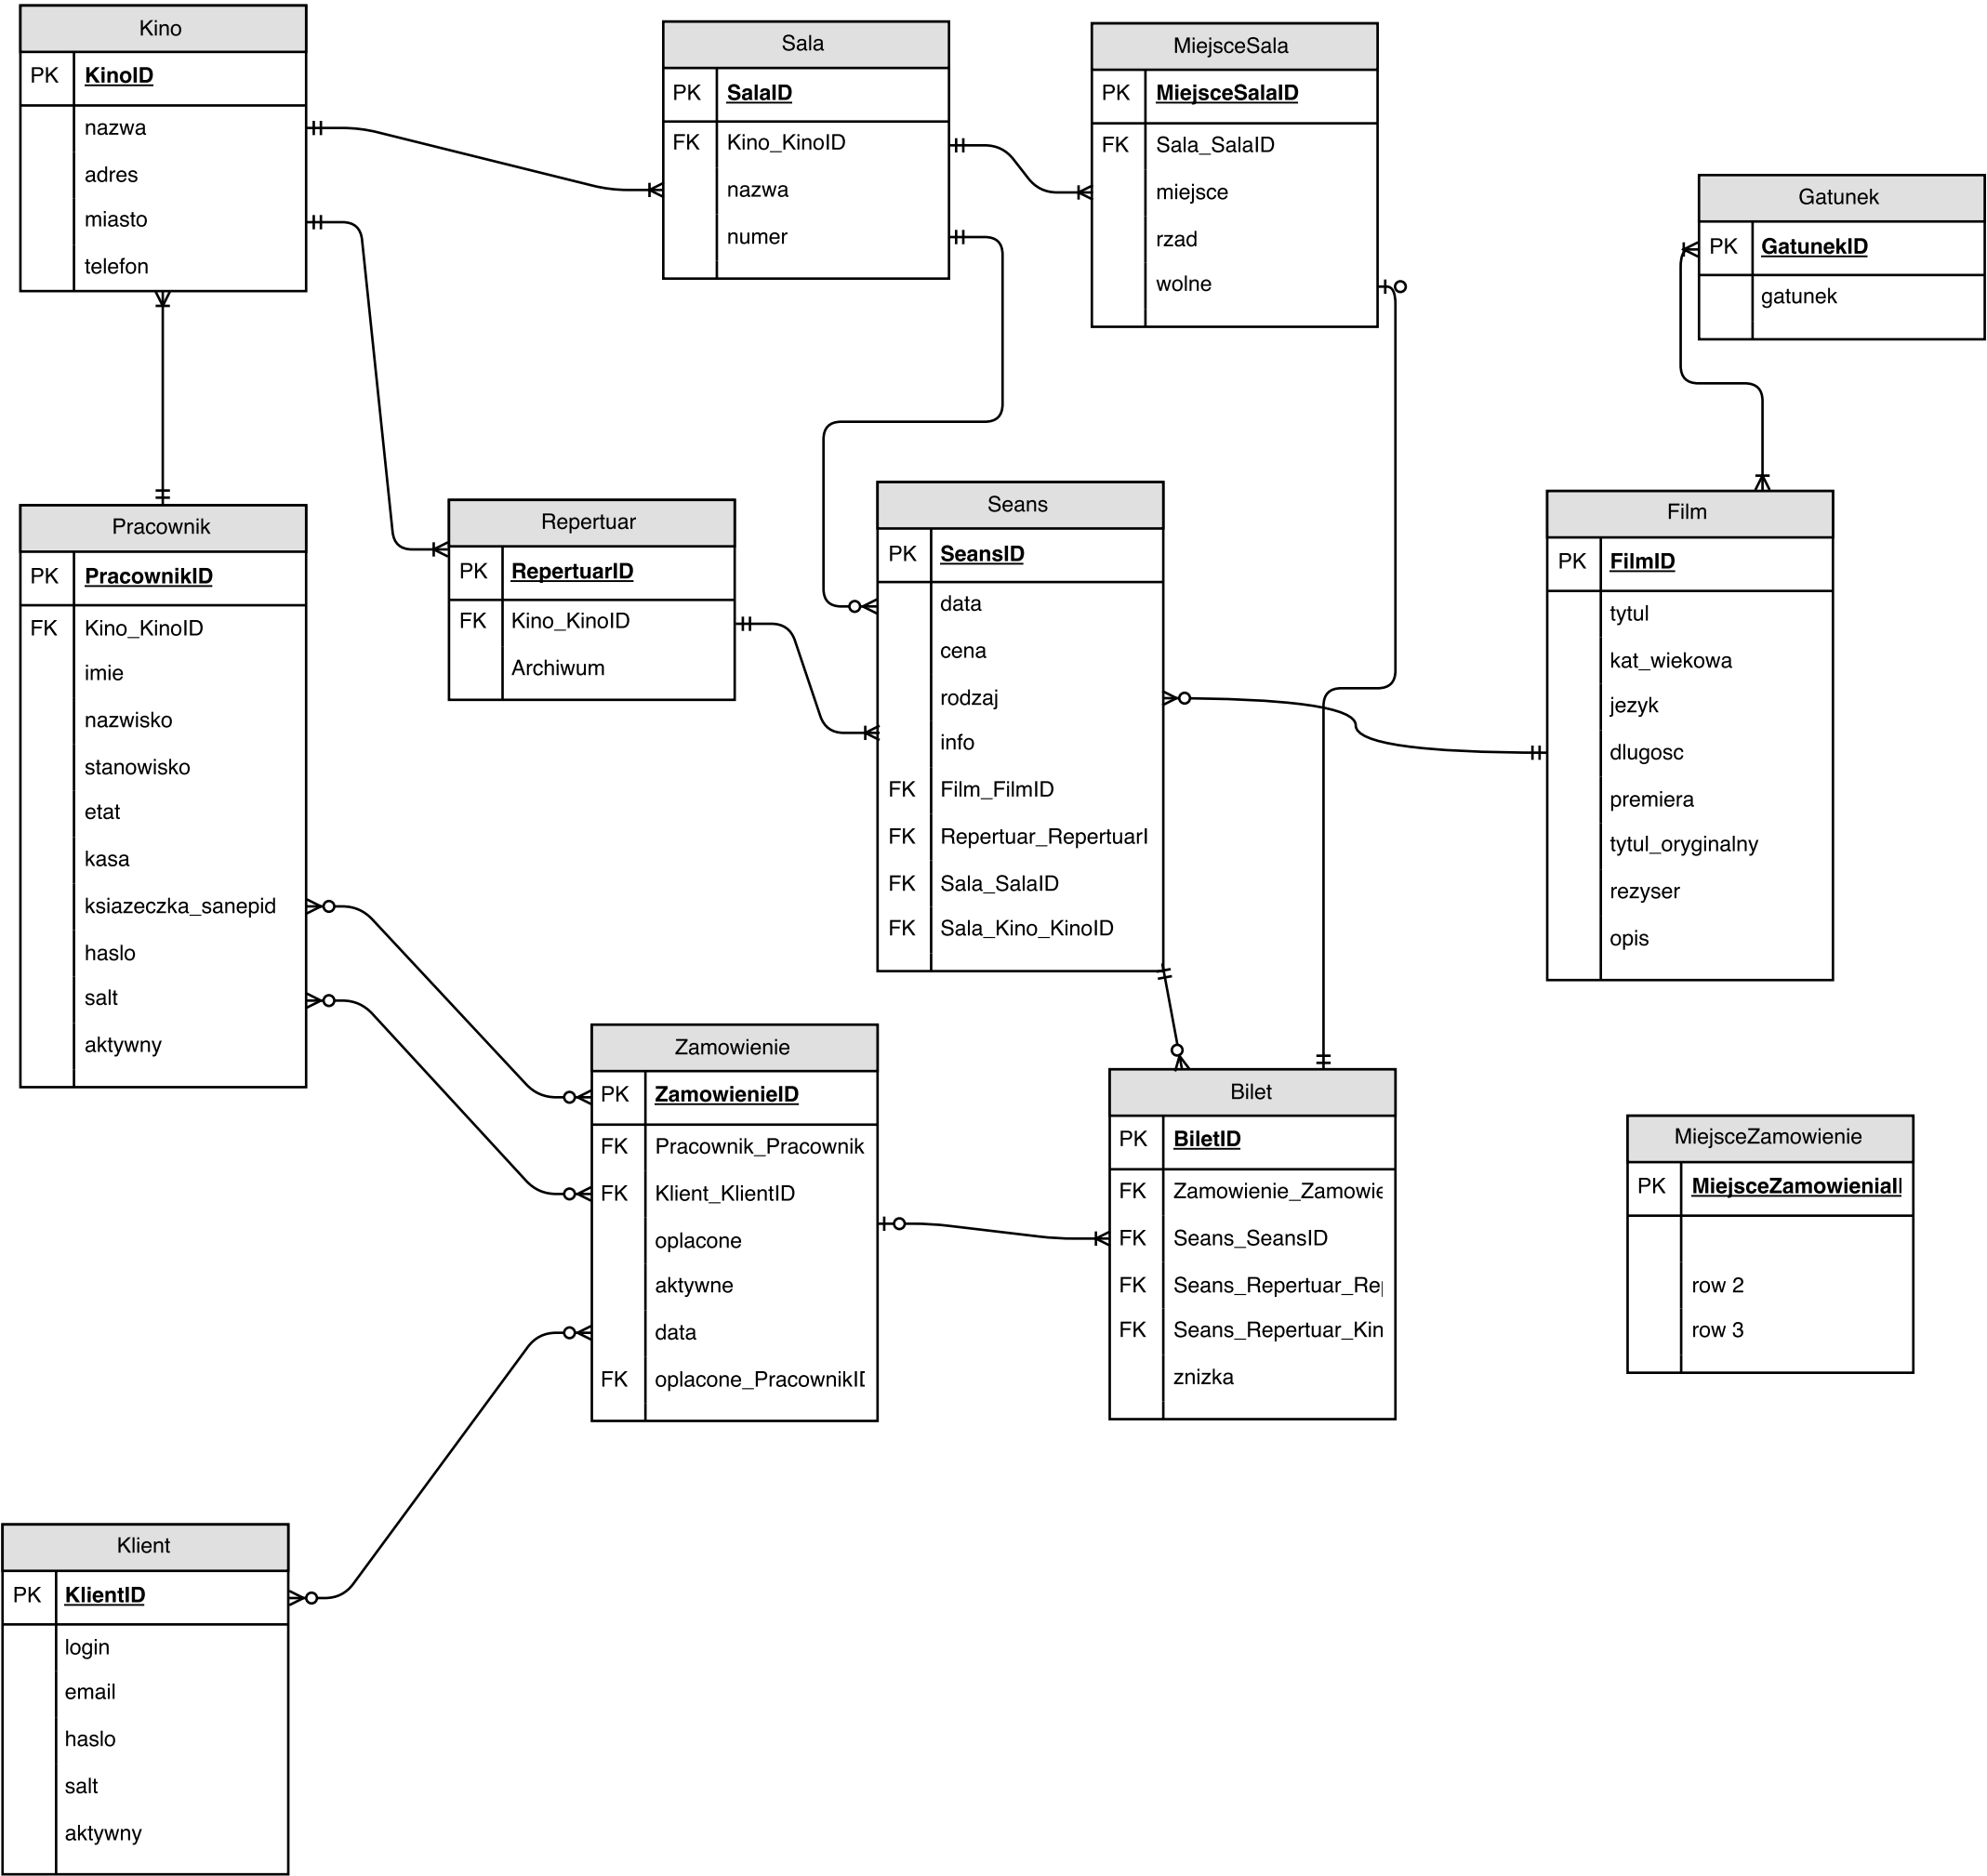 Kino
PK KinoID
nazwa
adres
miasto
telefon
Sala
PK SalaID
FK Kino_KinoID
nazwa
numer
MiejsceSala
PK MiejsceSalaID
FK Sala_SalaID
miejsce
rzad
wolne
Gatunek
PK GatunekID
gatunek
Pracownik
PK PracownikID
FK Kino_KinoID
imie
nazwisko
stanowisko
etat
kasa
ksiazeczka_sanepid
haslo
salt
aktywny
Repertuar
PK RepertuarID
FK Kino_KinoID
Archiwum
Seans
PK SeansID
data
cena
rodzaj
info
FK Film_FilmID
FK Repertuar_RepertuarI
FK Sala_SalaID
FK Sala_Kino_KinoID
Film
PK FilmID
tytul
kat_wiekowa
jezyk
dlugosc
premiera
tytul_oryginalny
rezyser
opis
Zamowienie
PK ZamowienieID
FK Pracownik_Pracownik
FK Klient_KlientID
oplacone
aktywne
data
FK oplacone_PracownikID
Bilet
PK BiletID
FK Zamowienie_Zamowie
FK Seans_SeansID
FK Seans_Repertuar_Rep
FK Seans_Repertuar_Kin
znizka
MiejsceZamowienie
PK MiejsceZamowieniaI
row 2
row 3
Klient
PK KlientID
login
email
haslo
salt
aktywny